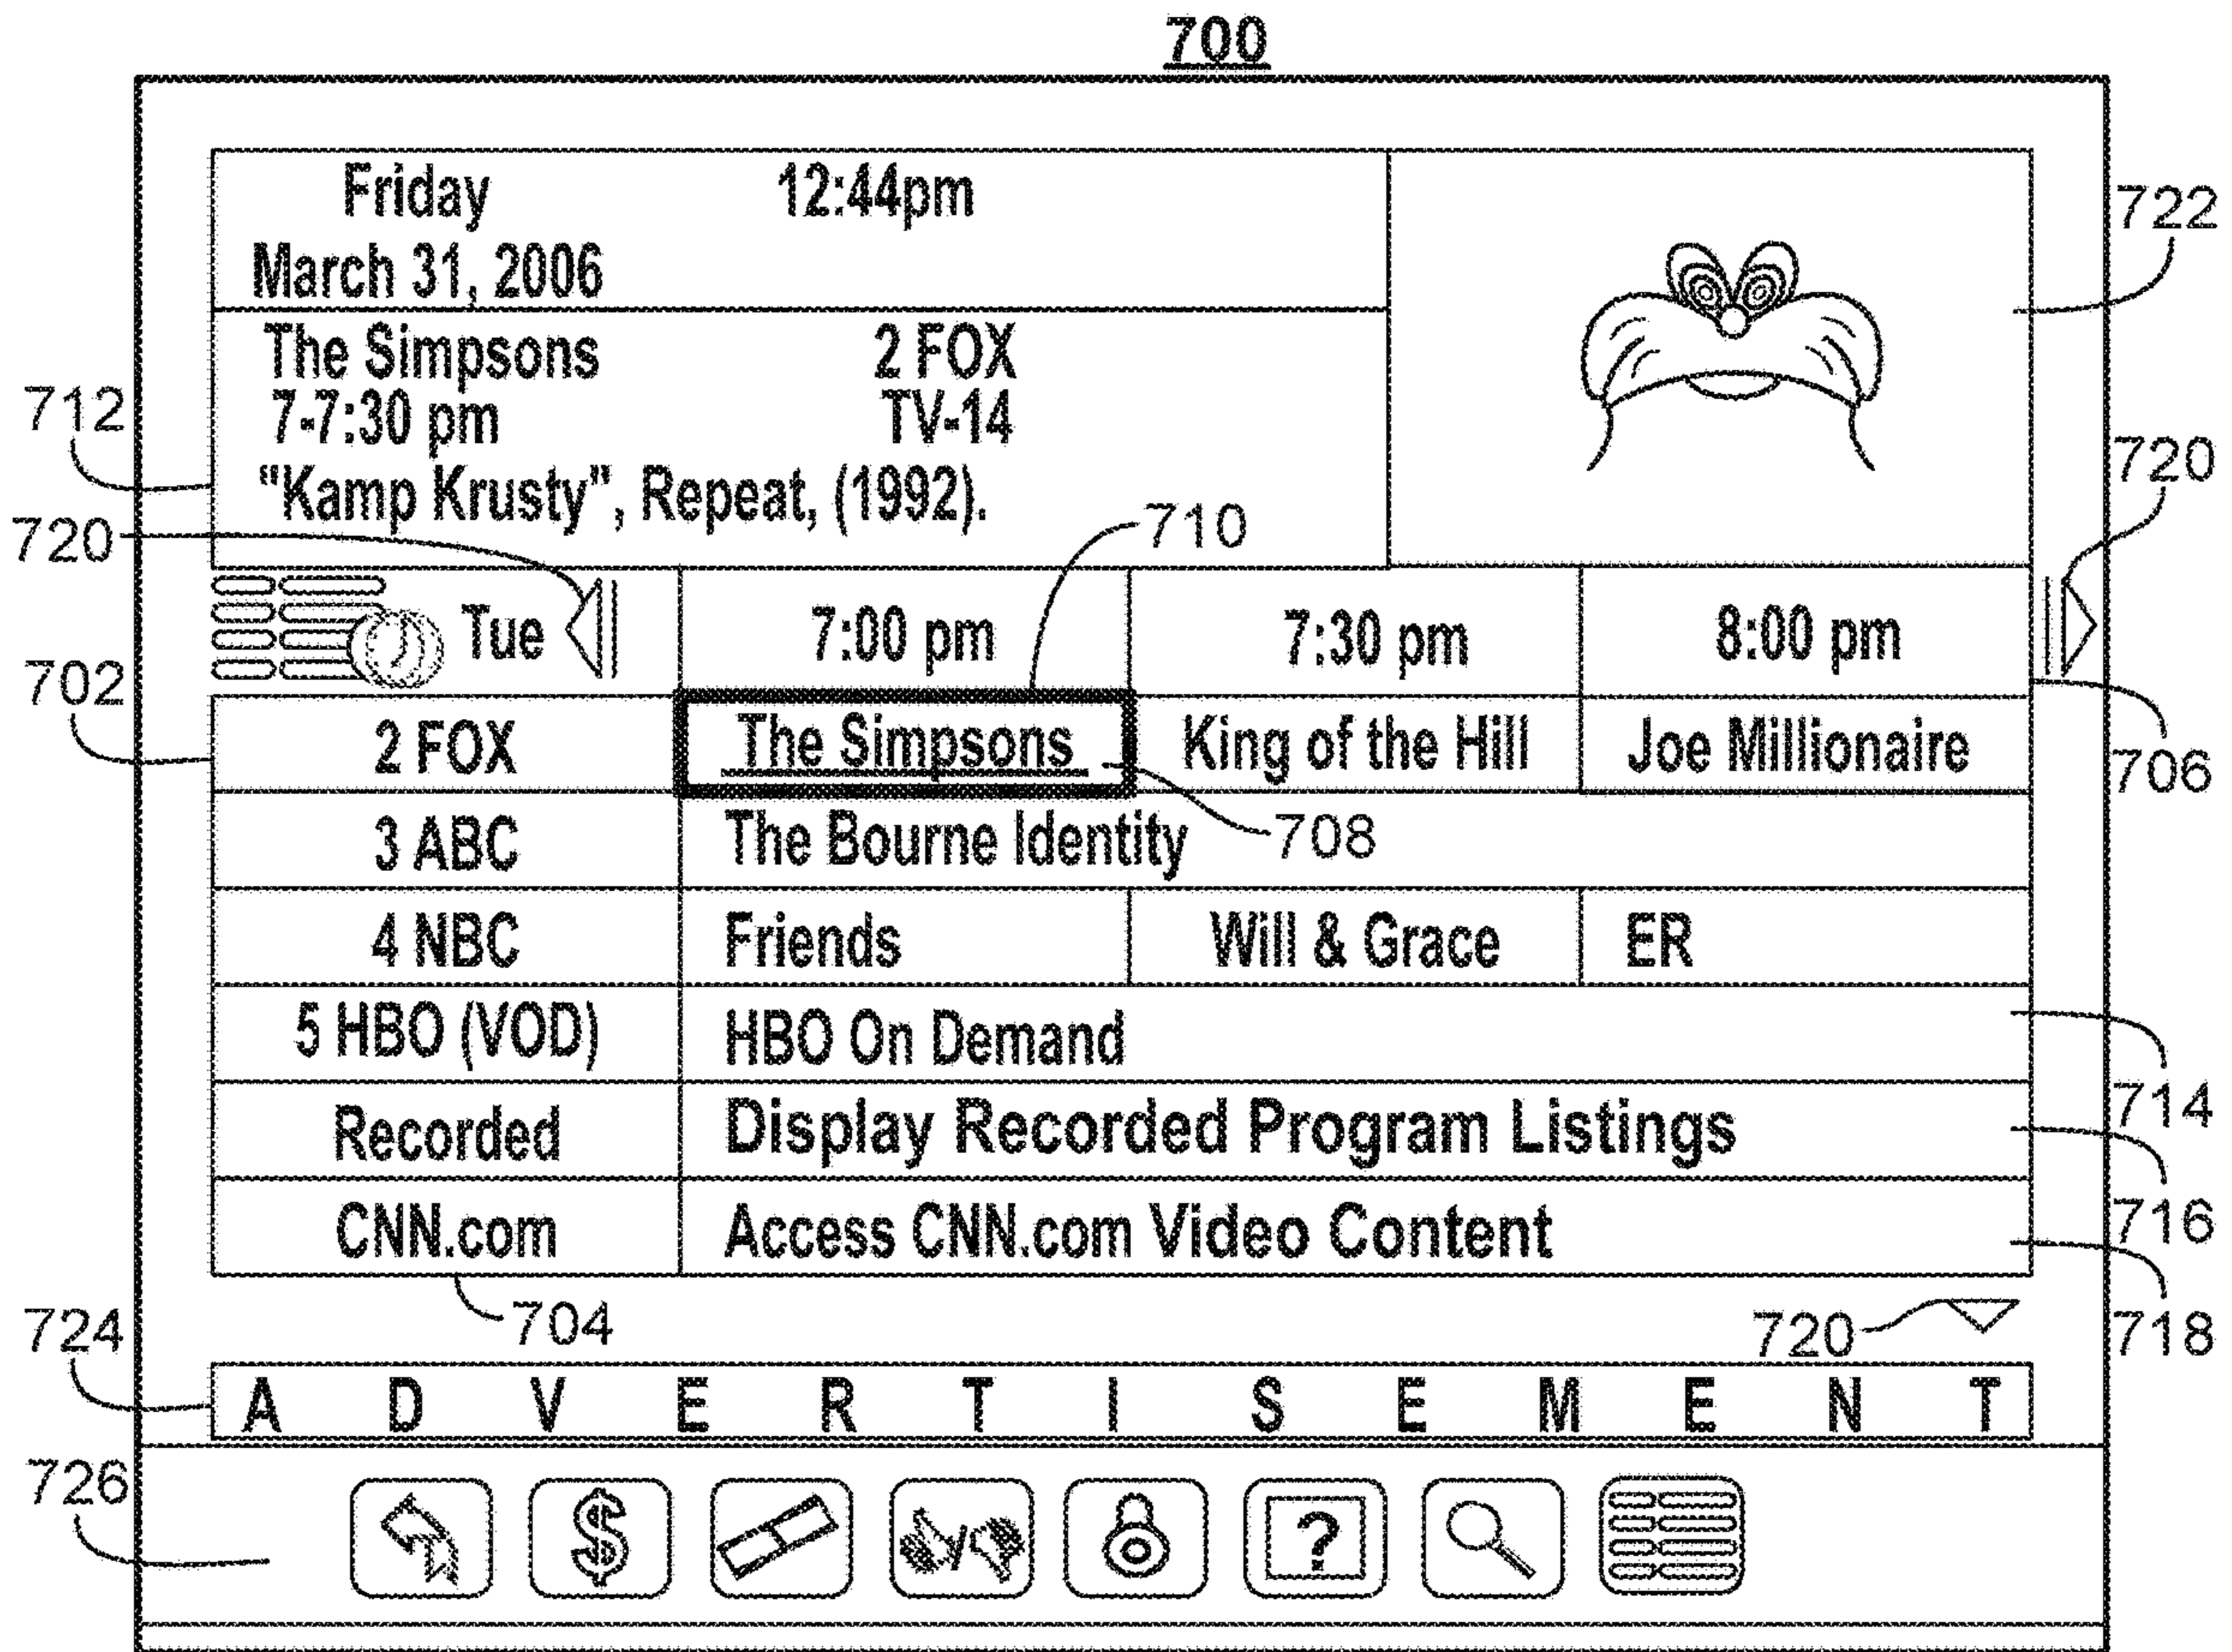 700
Friday 12:44pm
March 31, 2006
722
The Simpsons 2 FOX
712 7-7:30 pm TV-14
720
"Kamp Krusty", Repeat, (1992).
720 710
Tue 7:00 pm 7:30 pm 8:00 pm
702
2 FOX The Simpsons King of the Hill Joe Millionaire
706
3 ABC The Bourne Identity 708
4 NBC Friends Will & Grace ER
5 HBO (VOD) HBO On Demand
714
Recorded Display Recorded Program Listings
716
CNN.com Access CNN.com Video Content
724 704 720 718
A D V E R T I S E M E N T
726
$ / ?